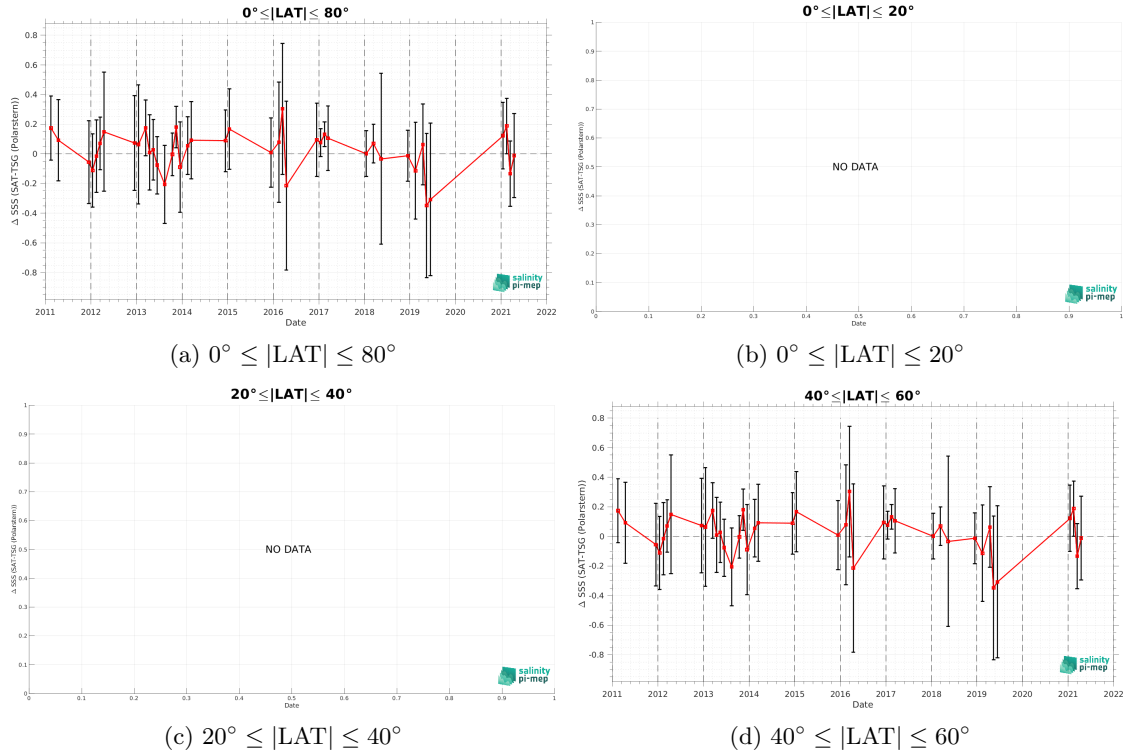 0°≤|LAT|≤ 80°
Δ SSS (SAT-TSG (Polarstern))
0.8
0.6
0.4
0.2
0
-0.2
-0.4
-0.6
-0.8
2011 2012 2013 2014 2015 2016 2017 2018 2019 2020 2021 2022
Date
salinity
pi-mep
(a) 0° ≤ |LAT| ≤ 80°
0°≤|LAT|≤ 20°
Δ SSS (SAT-TSG (Polarstern))
1
0.9
0.8
0.7
0.6
0.5
0.4
0.3
0.2
0.1
0
NO DATA
0 0.1 0.2 0.3 0.4 0.5 0.6 0.7 0.8 0.9 1
Date
salinity
pi-mep
(b) 0° ≤ |LAT| ≤ 20°
20°≤|LAT|≤ 40°
Δ SSS (SAT-TSG (Polarstern))
1
0.9
0.8
0.7
0.6
0.5
0.4
0.3
0.2
0.1
0
NO DATA
0 0.1 0.2 0.3 0.4 0.5 0.6 0.7 0.8 0.9 1
Date
salinity
pi-mep
(c) 20° ≤ |LAT| ≤ 40°
40°≤|LAT|≤ 60°
Δ SSS (SAT-TSG (Polarstern))
0.8
0.6
0.4
0.2
0
-0.2
-0.4
-0.6
-0.8
2011 2012 2013 2014 2015 2016 2017 2018 2019 2020 2021 2022
Date
salinity
pi-mep
(d) 40° ≤ |LAT| ≤ 60°